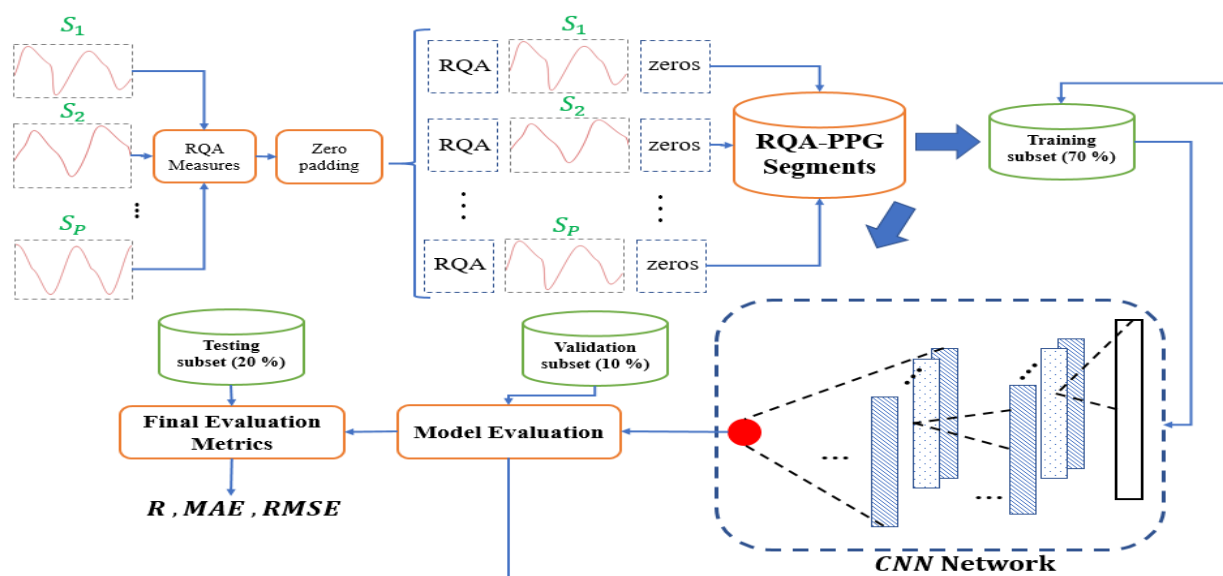 S1
S2
...
SP
RQA
Measures
Zero
padding
RQA
S1
zeros
RQA
S2
zeros
RQA
SP
zeros
RQA-PPG
Segments
Training
subset (70 %)
Testing
subset (20 %)
Validation
subset (10 %)
Final Evaluation
Metrics
Model Evaluation
R , MAE , RMSE
CNN Network